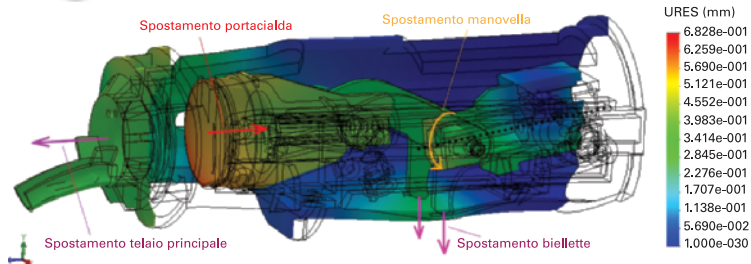 URES (mm)
Spostamento manovella
Spostamento portacialda
6.828e-001
6.259e-001
5.690e-001
5.121e-001
4.552e-001
3.983e-001
3.414e-001
2.845e-001
2.276e-001
1.707e-001
1.138e-001
5.690e-002
1.000e-030
Spostamento telaio principale
Spostamento biellette